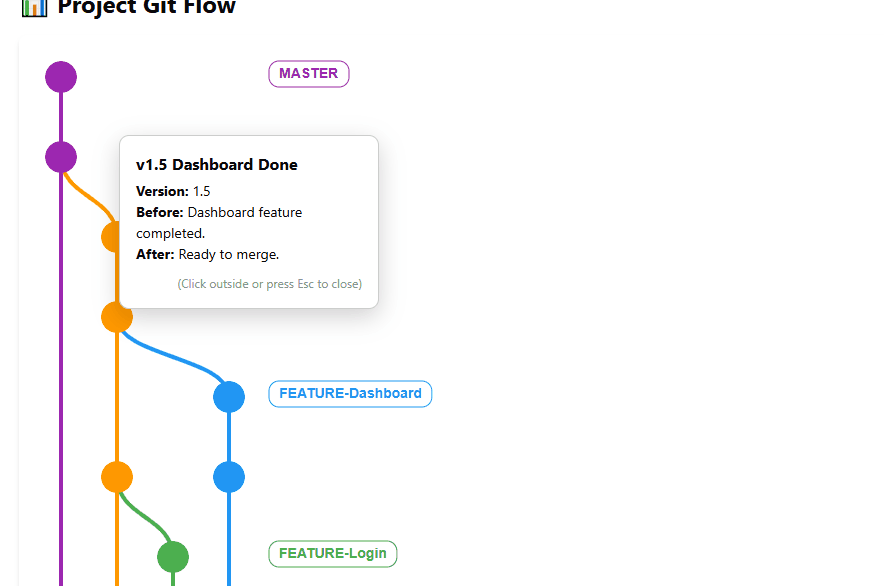 Project Git Flow
MASTER
v1.5 Dashboard Done
Version: 1.5
Before: Dashboard feature
completed.
After: Ready to merge.
(Click outside or press Esc to close)
FEATURE-Dashboard
FEATURE-Login